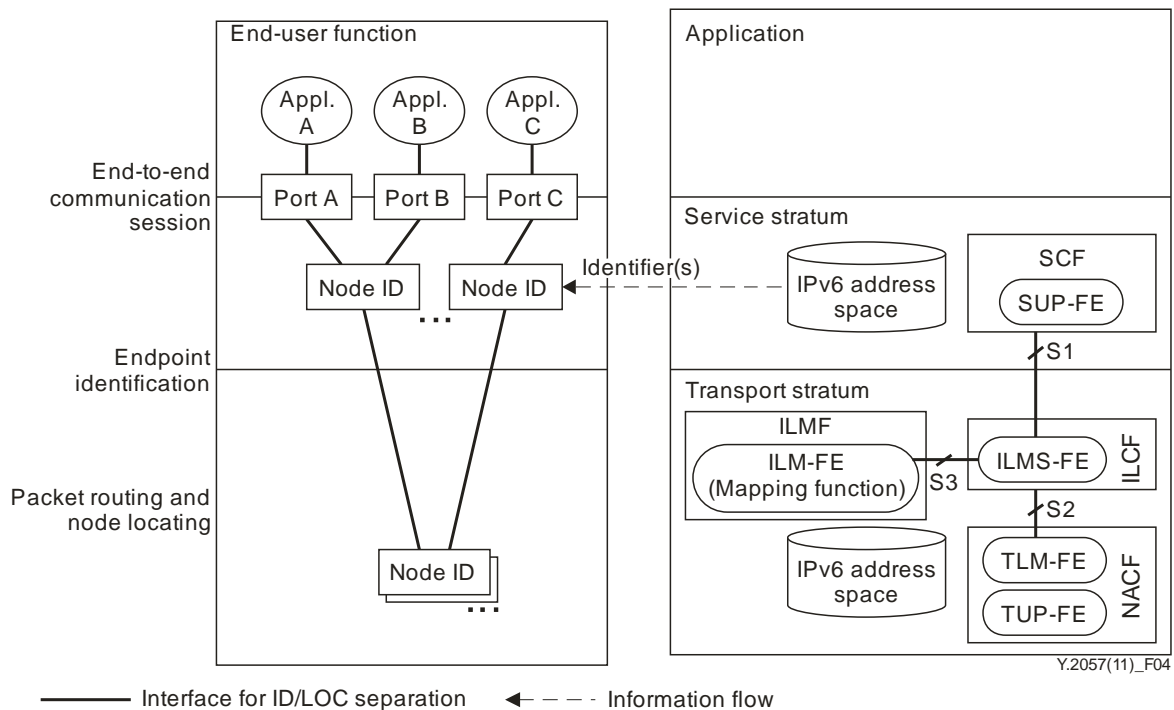 End-user function
Application
Appl.
A
Appl.
B
Appl.
C
End-to-end
communication
session
Port A
Port B
Port C
Service stratum
Identifier(s)
Node ID
...
Node ID
IPv6 address
space
SCF
SUP-FE
S1
Endpoint
identification
Transport stratum
ILMF
ILM-FE
(Mapping function)
S3
ILMS-FE
ILCF
S2
Packet routing and
node locating
Node ID
...
IPv6 address
space
TLM-FE
TUP-FE
NACF
Y.2057(11)_F04
Interface for ID/LOC separation
Information flow